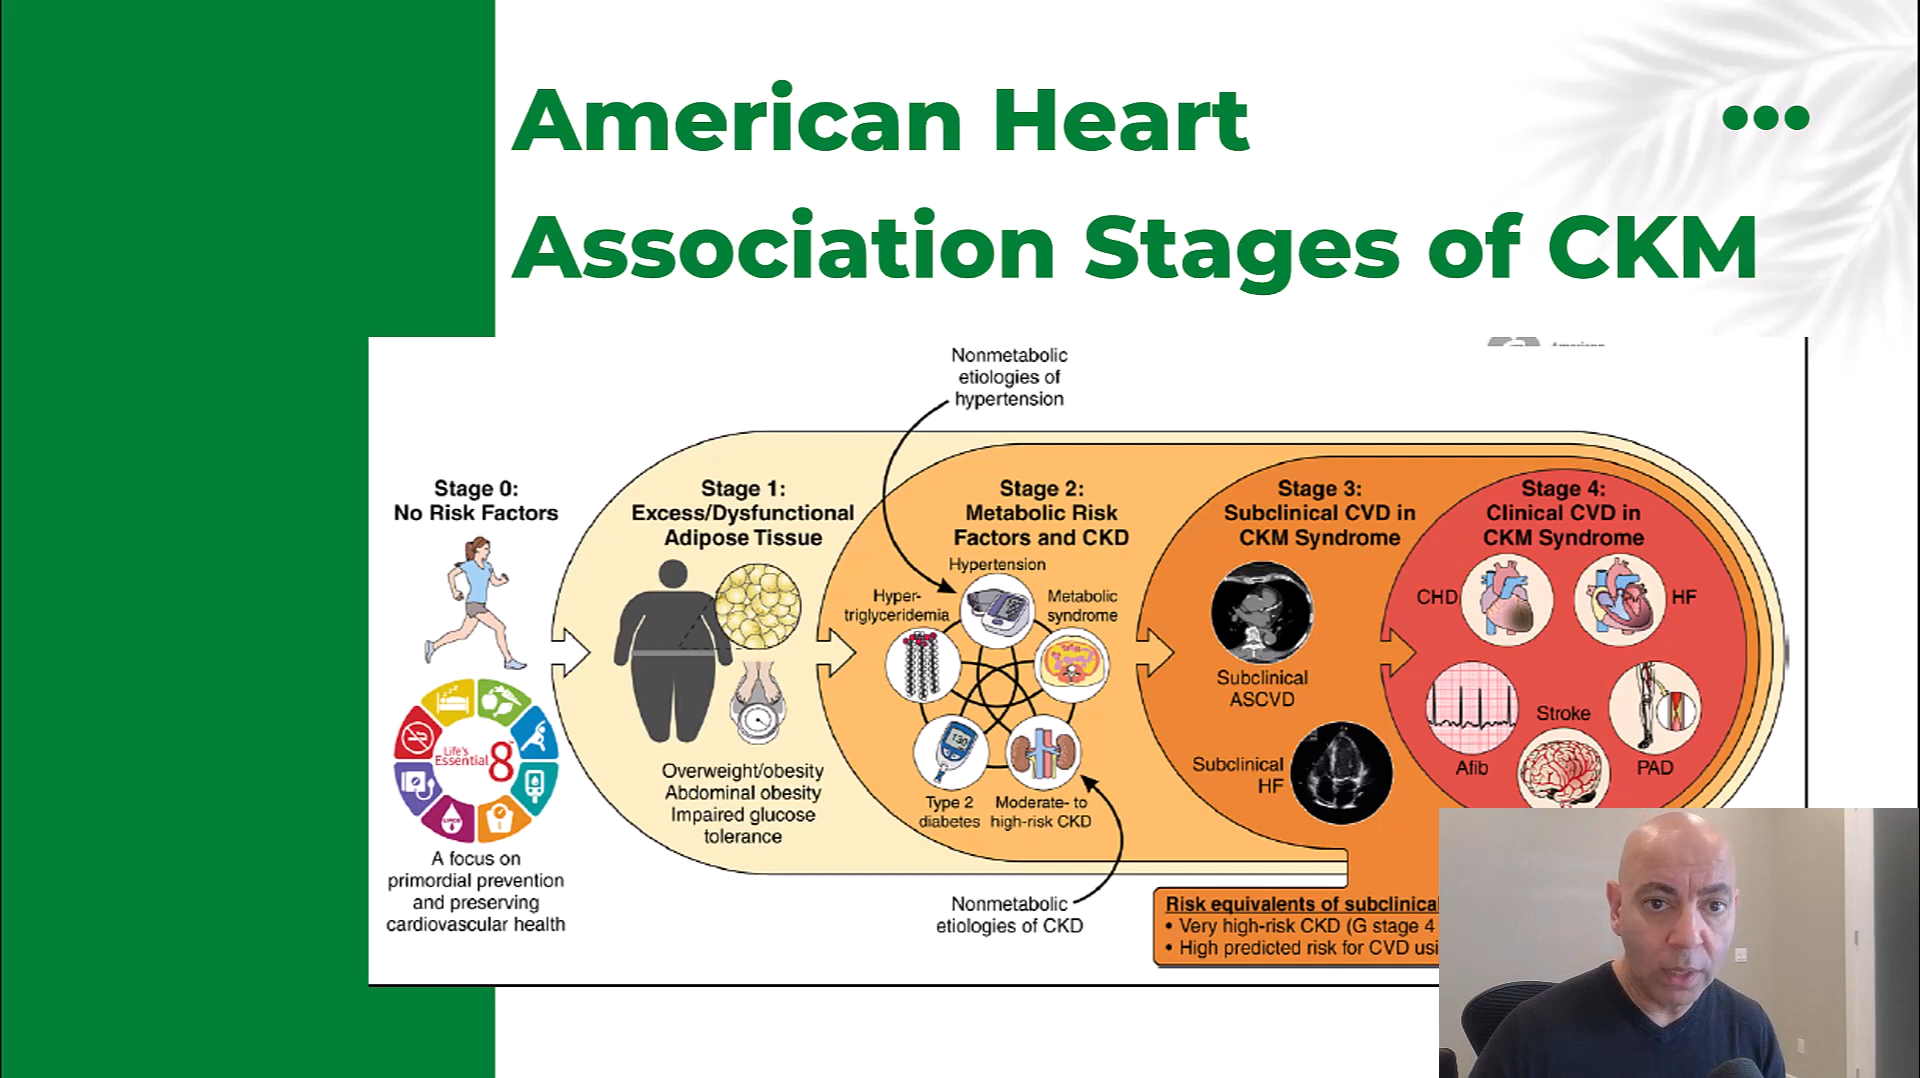 American Heart
Association Stages of CKM
American
Nonmetabolic
etiologies of
hypertension
Stage 0:
No Risk Factors
Life's
Essential
8
A focus on
primordial prevention
and preserving
cardiovascular health
Stage 1:
Excess/Dysfunctional
Adipose Tissue
Overweight/obesity
Abdominal obesity
Impaired glucose
tolerance
Stage 2:
Metabolic Risk
Factors and CKD
Hypertension
Hyper-
triglyceridemia
Metabolic
syndrome
130
Type 2
diabetes
Moderate- to
high-risk CKD
Nonmetabolic
etiologies of CKD
Stage 3:
Subclinical CVD in
CKM Syndrome
Subclinical
ASCVD
Subclinical
HF
Stage 4:
Clinical CVD in
CKM Syndrome
CHD
HF
Afib
Stroke
PAD
Risk equivalents of subclinical
• Very high-risk CKD (G stage 4
• High predicted risk for CVD usi